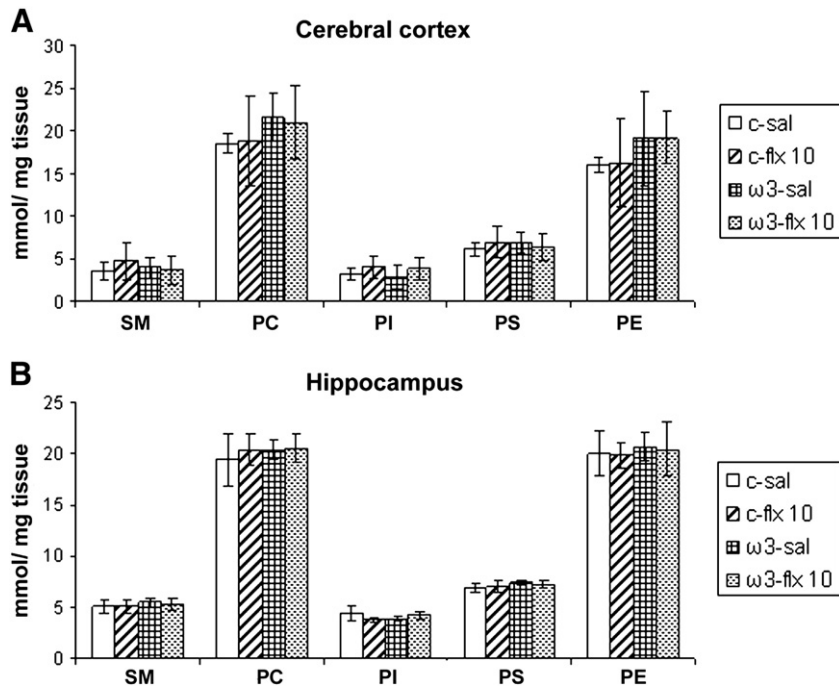 A
Cerebral cortex
mmol/ mg tissue
30
25
20
15
10
5
0
SM PC PI PS PE
c-sal
c-flx 10
ω3-sal
ω3-flx 10
B
Hippocampus
mmol/ mg tissue
25
20
15
10
5
0
SM PC PI PS PE
c-sal
c-flx 10
ω3-sal
ω3-flx 10